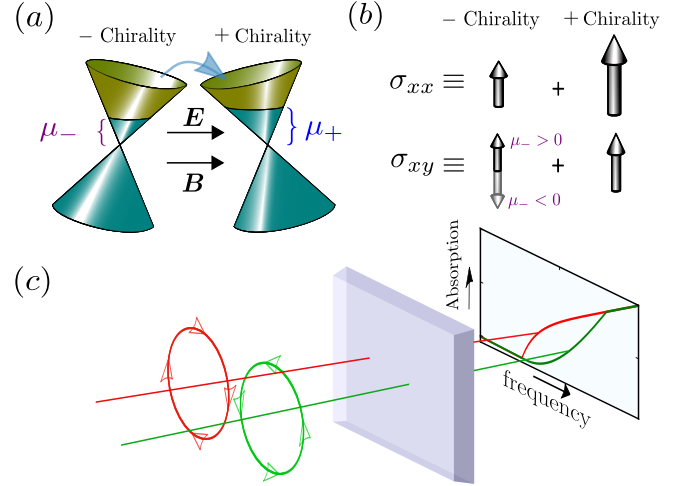 (a)
− Chirality
+ Chirality
μ₋
E
B
μ₊
(b)
− Chirality
+ Chirality
σxx ≡
+
σxy ≡
μ₋ > 0
+
μ₋ < 0
(c)
Absorption
frequency